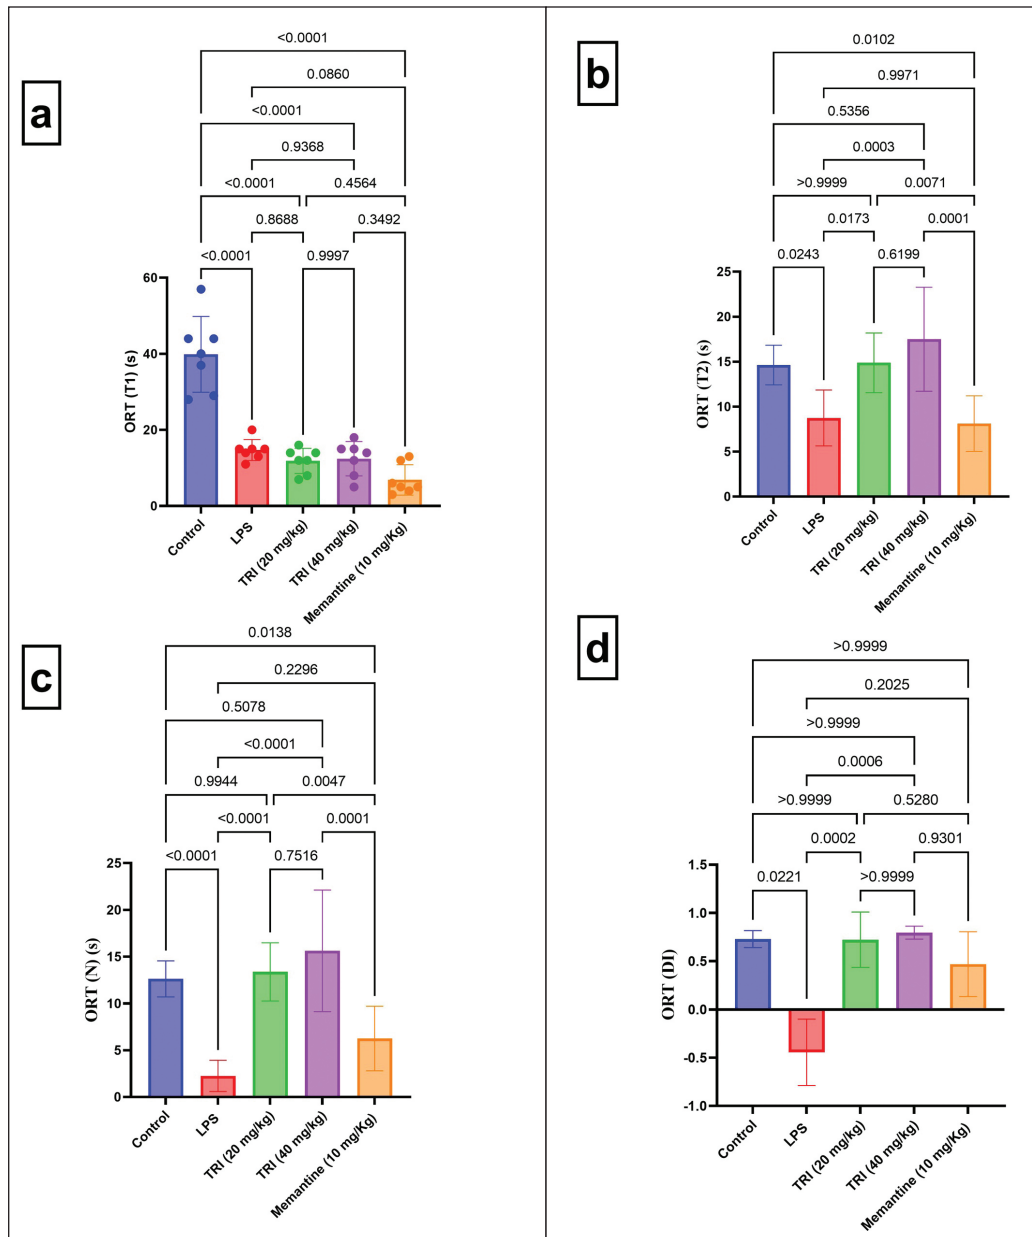 a
<0.0001
0.0860
<0.0001
0.9368
<0.0001 0.4564
0.8688 0.3492
<0.0001 0.9997
60
40
20
0
ORT (T1) (s)
Control
LPS
TRI (20 mg/kg)
TRI (40 mg/kg)
Memantine (10 mg/Kg)
b
0.0102
0.9971
0.5356
0.0003
>0.9999 0.0071
0.0173 0.0001
0.0243 0.6199
25
20
15
10
5
0
ORT (T2) (s)
Control
LPS
TRI (20 mg/kg)
TRI (40 mg/kg)
Memantine (10 mg/Kg)
c
0.0138
0.2296
0.5078
<0.0001
0.9944 0.0047
<0.0001 0.0001
<0.0001 0.7516
25
20
15
10
5
0
ORT (N) (s)
Control
LPS
TRI (20 mg/kg)
TRI (40 mg/kg)
Memantine (10 mg/Kg)
d
>0.9999
0.2025
>0.9999
0.0006
>0.9999 0.5280
0.0002 0.9301
0.0221 >0.9999
1.5
1.0
0.5
0.0
-0.5
-1.0
ORT (DI)
Control
LPS
TRI (20 mg/kg)
TRI (40 mg/kg)
Memantine (10 mg/Kg)